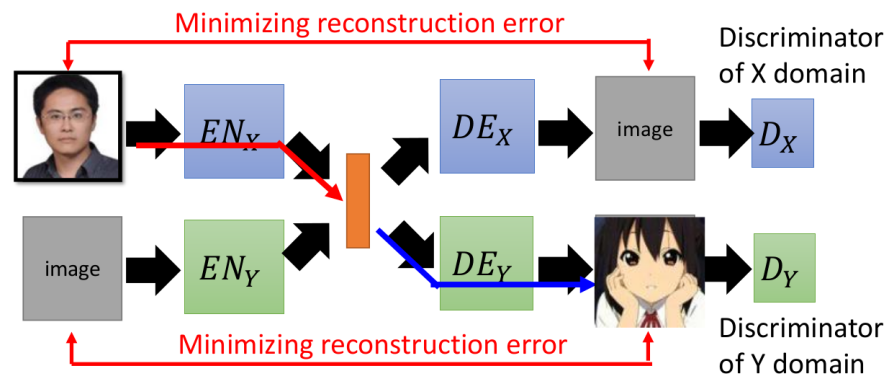 Minimizing reconstruction error
Discriminator
of X domain
EN_X
DE_X
image
D_X
image
EN_Y
DE_Y
D_Y
Minimizing reconstruction error
Discriminator
of Y domain